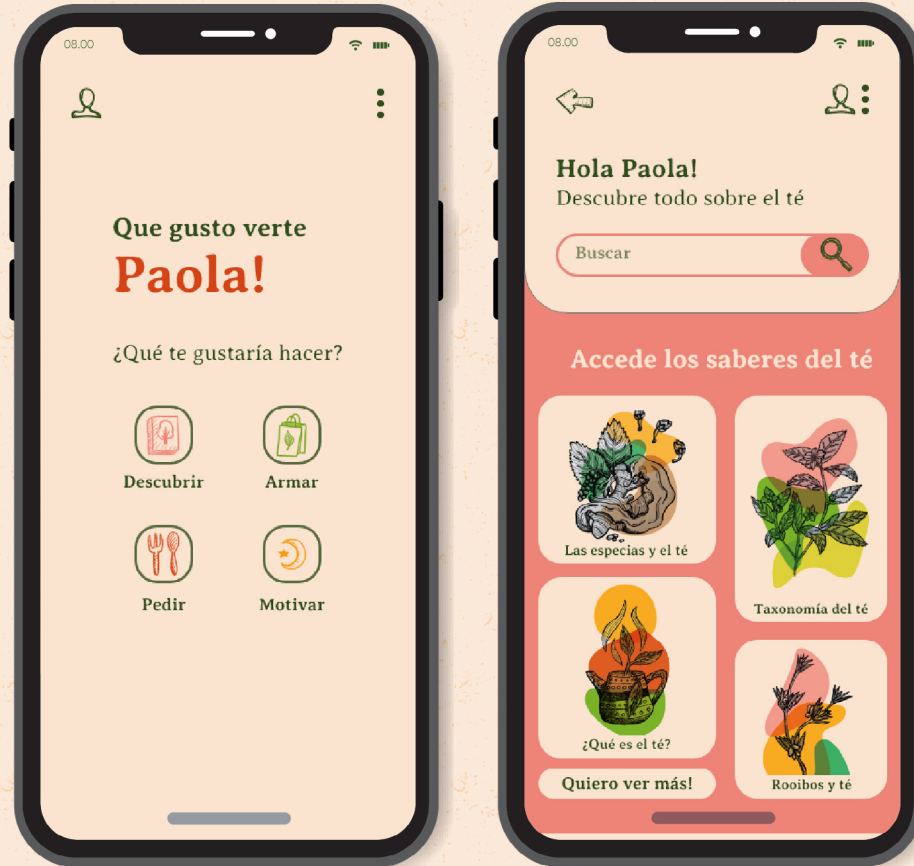 08.00
Que gusto verte
Paola!
¿Qué te gustaría hacer?
Descubrir
Armar
Pedir
Motivar
08.00
Hola Paola!
Descubre todo sobre el té
Buscar
Accede los saberes del té
Las especias y el té
Taxonomía del té
¿Qué es el té?
Quiero ver más!
Rooibos y té